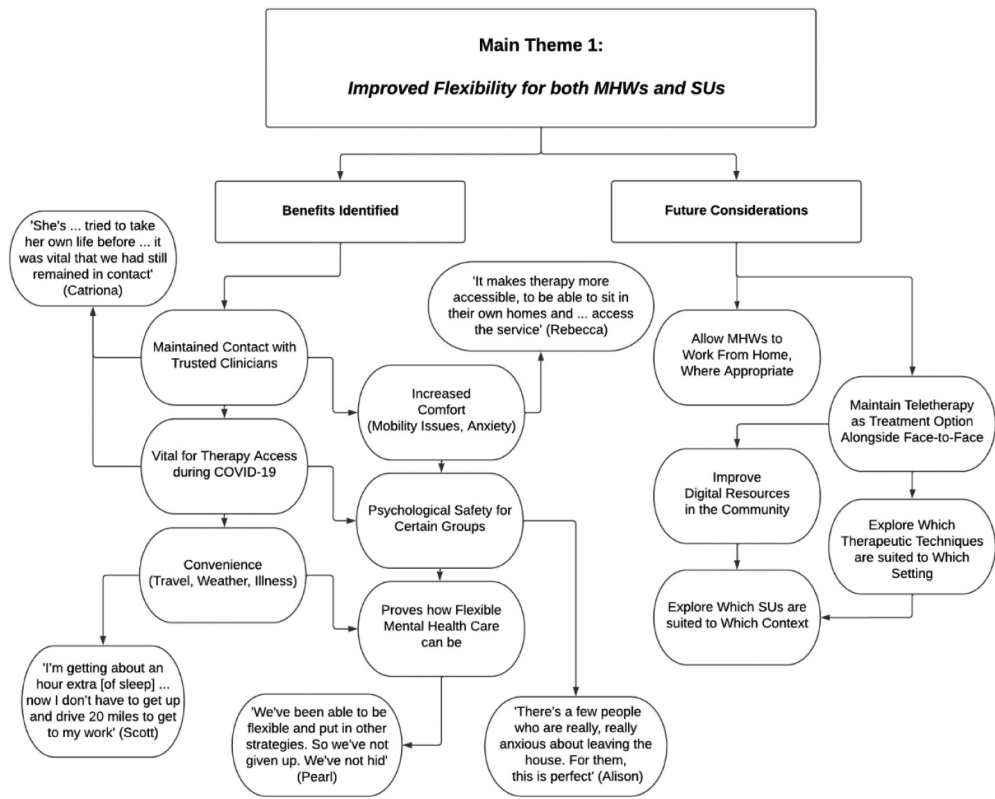 Main Theme 1:
Improved Flexibility for both MHWs and SUs
Benefits Identified
Future Considerations
'She's ... tried to take
her own life before ... it
was vital that we had still
remained in contact'
(Catriona)
'It makes therapy more
accessible, to be able to sit in
their own homes and ... access
the service' (Rebecca)
Maintained Contact with
Trusted Clinicians
Allow MHWs to
Work From Home,
Where Appropriate
Increased
Comfort
(Mobility Issues, Anxiety)
Maintain Teletherapy
as Treatment Option
Alongside Face-to-Face
Vital for Therapy Access
during COVID-19
Improve
Digital Resources
in the Community
Psychological Safety for
Certain Groups
Explore Which
Therapeutic Techniques
are suited to Which
Setting
Convenience
(Travel, Weather, Illness)
Proves how Flexible
Mental Health Care
can be
Explore Which SUs are
suited to Which Context
'I'm getting about an
hour extra [of sleep] ...
now I don't have to get up
and drive 20 miles to get
to my work' (Scott)
'We've been able to be
flexible and put in other
strategies. So we've not
given up. We've not hid'
(Pearl)
'There's a few people
who are really, really
anxious about leaving the
house. For them,
this is perfect' (Alison)